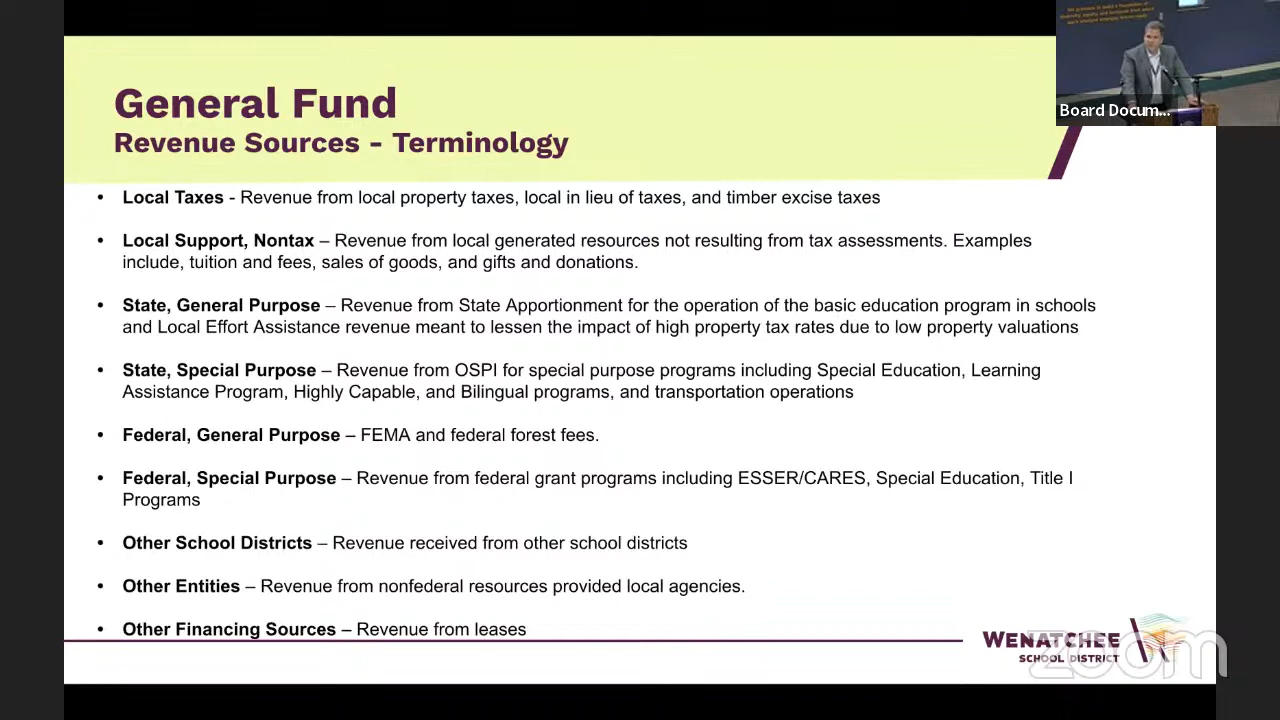 General Fund
Revenue Sources - Terminology
Board Docum...
• Local Taxes - Revenue from local property taxes, local in lieu of taxes, and timber excise taxes
• Local Support, Nontax – Revenue from local generated resources not resulting from tax assessments. Examples
include, tuition and fees, sales of goods, and gifts and donations.
• State, General Purpose – Revenue from State Apportionment for the operation of the basic education program in schools
and Local Effort Assistance revenue meant to lessen the impact of high property tax rates due to low property valuations
• State, Special Purpose – Revenue from OSPI for special purpose programs including Special Education, Learning
Assistance Program, Highly Capable, and Bilingual programs, and transportation operations
• Federal, General Purpose – FEMA and federal forest fees.
• Federal, Special Purpose – Revenue from federal grant programs including ESSER/CARES, Special Education, Title I
Programs
• Other School Districts – Revenue received from other school districts
• Other Entities – Revenue from nonfederal resources provided local agencies.
• Other Financing Sources – Revenue from leases
WENATCHEE
SCHOOL DISTRICT
zoom